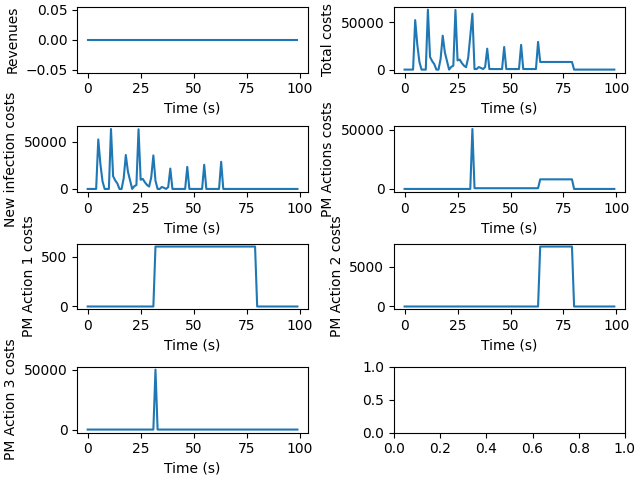 Revenues
0.05
0.00
−0.05
0 25 50 75 100
Time (s)
Total costs
50000
0
0 25 50 75 100
Time (s)
New infection costs
50000
0
0 25 50 75 100
Time (s)
PM Actions costs
50000
0
0 25 50 75 100
Time (s)
PM Action 1 costs
500
0
0 25 50 75 100
Time (s)
PM Action 2 costs
5000
0
0 25 50 75 100
Time (s)
PM Action 3 costs
50000
0
0 25 50 75 100
Time (s)
1.0
0.5
0.0
0.0 0.2 0.4 0.6 0.8 1.0